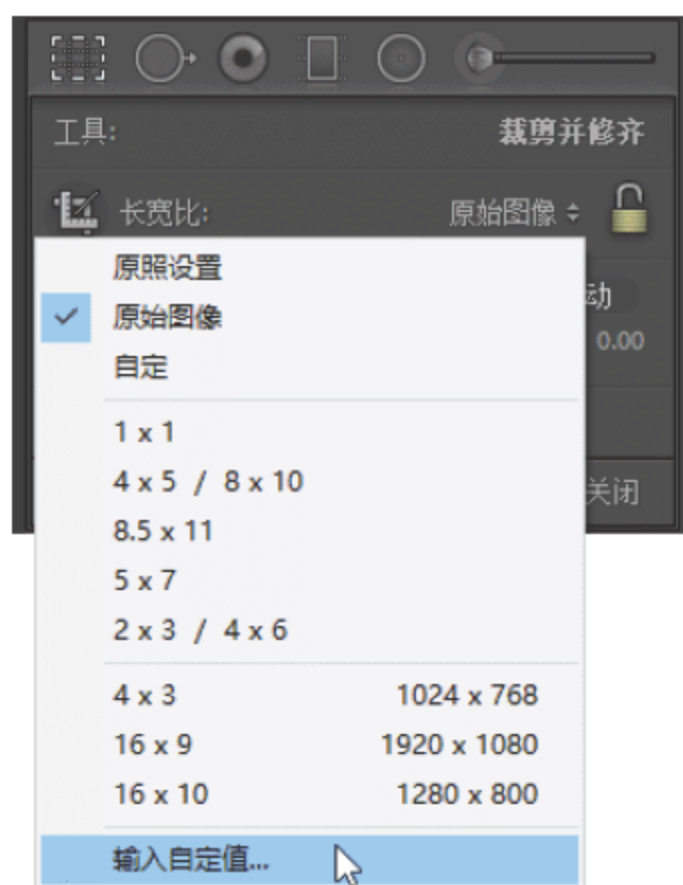 工具: 裁剪并修齐
长宽比: 原始图像
原照设置
动
原始图像
0.00
自定
1 x 1
4 x 5 / 8 x 10
关闭
8.5 x 11
5 x 7
2 x 3 / 4 x 6
4 x 3 1024 x 768
16 x 9 1920 x 1080
16 x 10 1280 x 800
输入自定值...